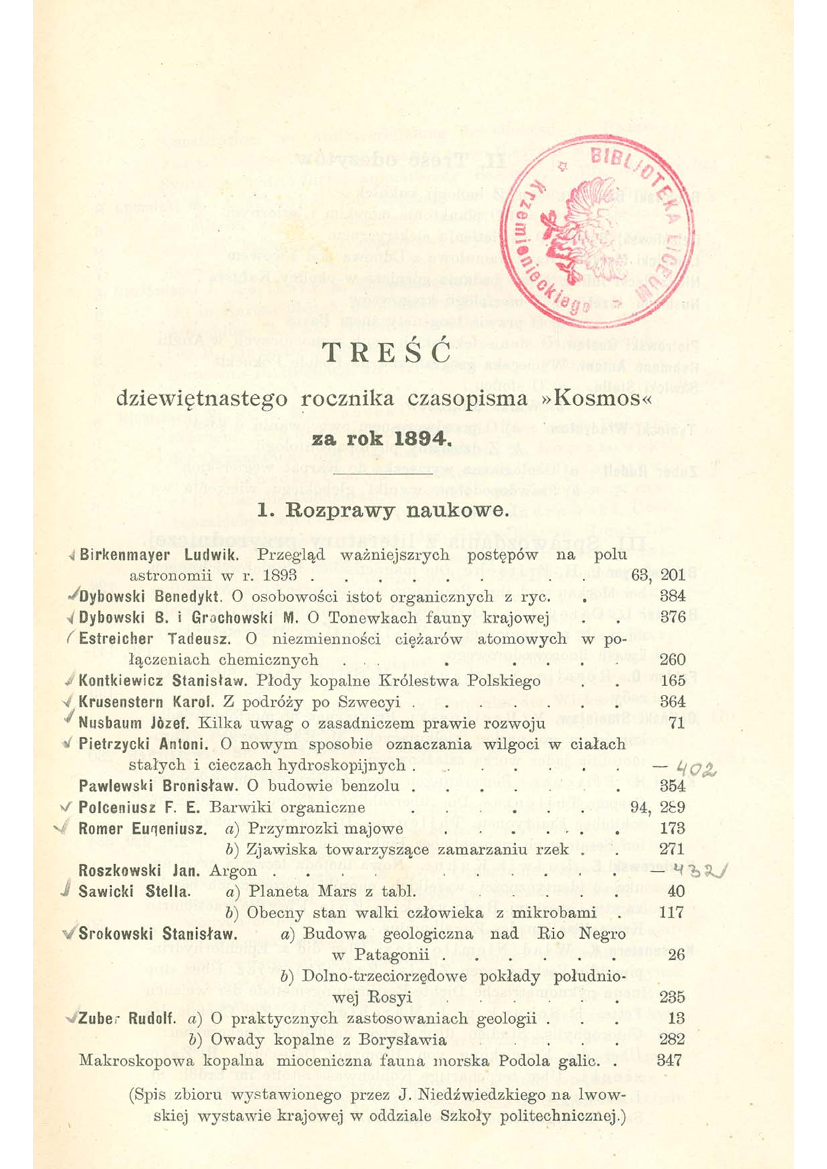 BIBLIOTEKA LICEUM
Krzemienieckiego
TREŚĆ
dziewiętnastego rocznika czasopisma »Kosmos«
za rok 1894.
1. Rozprawy naukowe.
Birkenmayer Ludwik. Przegląd ważniejszych postępów na polu
astronomii w r. 1893 . . . . . . . . 63, 201
Dybowski Benedykt. O osobowości istot organicznych z ryc. . 384
Dybowski B. i Grochowski M. O Tonewkach fauny krajowej . . 376
Estreicher Tadeusz. O niezmienności ciężarów atomowych w po-
łączeniach chemicznych . . . . . . . 260
Kontkiewicz Stanisław. Płody kopalne Królestwa Polskiego . . 165
Krusenstern Karol. Z podróży po Szwecyi . . . . . . . 364
Nusbaum Józef. Kilka uwag o zasadniczem prawie rozwoju 71
Pietrzycki Antoni. O nowym sposobie oznaczania wilgoci w ciałach
stałych i cieczach hydroskopijnych . . . . . . . — 402
Pawlewski Bronisław. O budowie benzolu . . . . . . . 354
Polceniusz F. E. Barwiki organiczne . . . . . . 94, 289
Romer Eugeniusz. a) Przymrozki majowe . . . . . . 173
b) Zjawiska towarzyszące zamarzaniu rzek . . 271
Roszkowski Jan. Argon . . . . . . . . . . — 432
Sawicki Stella. a) Planeta Mars z tabl. . . . . . 40
b) Obecny stan walki człowieka z mikrobami . 117
Srokowski Stanisław. a) Budowa geologiczna nad Rio Negro
w Patagonii . . . . . . 26
b) Dolno-trzeciorzędowe pokłady południo-
wej Rosyi . . . . . . 235
Zuber Rudolf. a) O praktycznych zastosowaniach geologii . . . 13
b) Owady kopalne z Borysławia . . . . . 282
Makroskopowa kopalna mioceniczna fauna morska Podola galic. . 347
(Spis zbioru wystawionego przez J. Niedźwiedzkiego na lwow-
skiej wystawie krajowej w oddziale Szkoły politechnicznej.)